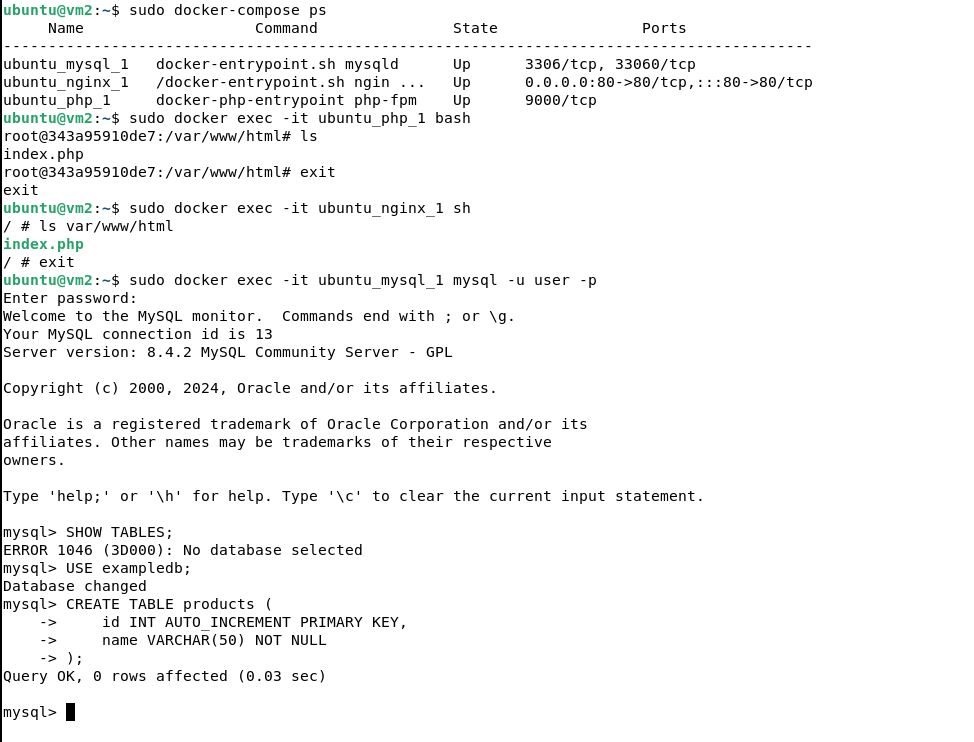 ubuntu@vm2:~$ sudo docker-compose ps
     Name                   Command               State                Ports
------------------------------------------------------------------------------------------
ubuntu_mysql_1   docker-entrypoint.sh mysqld      Up      3306/tcp, 33060/tcp
ubuntu_nginx_1   /docker-entrypoint.sh ngin ...   Up      0.0.0.0:80->80/tcp,:::80->80/tcp
ubuntu_php_1     docker-php-entrypoint php-fpm    Up      9000/tcp
ubuntu@vm2:~$ sudo docker exec -it ubuntu_php_1 bash
root@343a95910de7:/var/www/html# ls
index.php
root@343a95910de7:/var/www/html# exit
exit
ubuntu@vm2:~$ sudo docker exec -it ubuntu_nginx_1 sh
/ # ls var/www/html
index.php
/ # exit
ubuntu@vm2:~$ sudo docker exec -it ubuntu_mysql_1 mysql -u user -p
Enter password:
Welcome to the MySQL monitor.  Commands end with ; or \g.
Your MySQL connection id is 13
Server version: 8.4.2 MySQL Community Server - GPL

Copyright (c) 2000, 2024, Oracle and/or its affiliates.

Oracle is a registered trademark of Oracle Corporation and/or its
affiliates. Other names may be trademarks of their respective
owners.

Type 'help;' or '\h' for help. Type '\c' to clear the current input statement.

mysql> SHOW TABLES;
ERROR 1046 (3D000): No database selected
mysql> USE exampledb;
Database changed
mysql> CREATE TABLE products (
    ->     id INT AUTO_INCREMENT PRIMARY KEY,
    ->     name VARCHAR(50) NOT NULL
    -> );
Query OK, 0 rows affected (0.03 sec)

mysql>